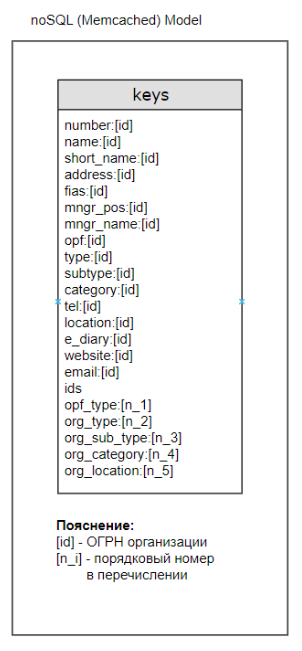 noSQL (Memcached) Model
keys
number:[id]
name:[id]
short_name:[id]
address:[id]
fias:[id]
mngr_pos:[id]
mngr_name:[id]
opf:[id]
type:[id]
subtype:[id]
category:[id]
tel:[id]
location:[id]
e_diary:[id]
website:[id]
email:[id]
ids
opf_type:[n_1]
org_type:[n_2]
org_sub_type:[n_3]
org_category:[n_4]
org_location:[n_5]
Пояснение:
[id] - ОГРН организации
[n_i] - порядковый номер
в перечислении